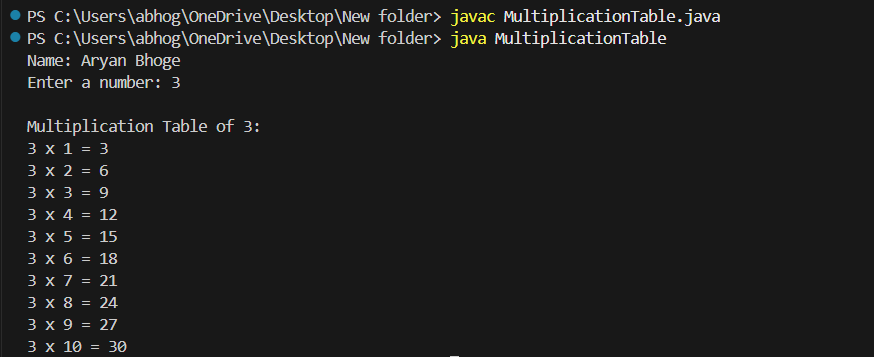 PS C:\Users\abhog\OneDrive\Desktop\New folder> javac MultiplicationTable.java
PS C:\Users\abhog\OneDrive\Desktop\New folder> java MultiplicationTable
Name: Aryan Bhoge
Enter a number: 3
Multiplication Table of 3:
3 x 1 = 3
3 x 2 = 6
3 x 3 = 9
3 x 4 = 12
3 x 5 = 15
3 x 6 = 18
3 x 7 = 21
3 x 8 = 24
3 x 9 = 27
3 x 10 = 30